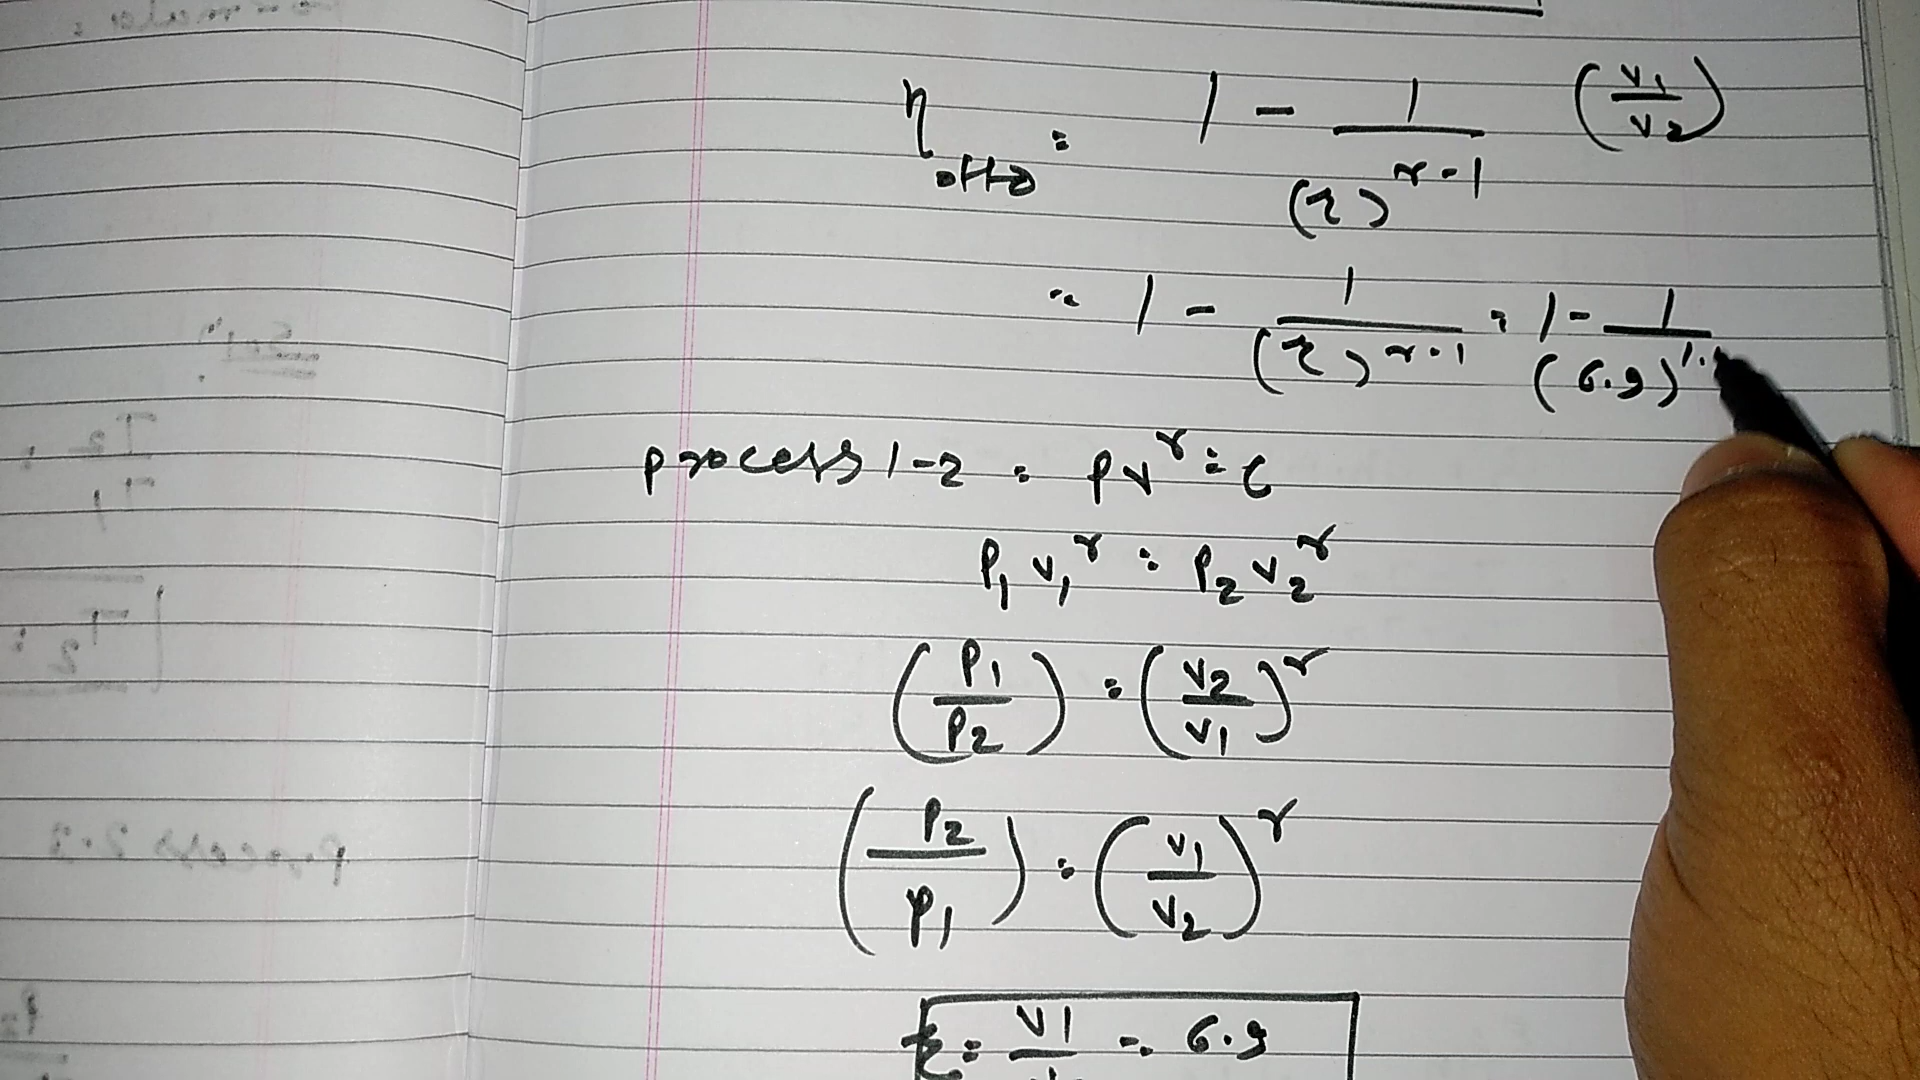 η otto = 1 - 1/(r)^γ-1 (V1/V2)
= 1 - 1/(r)^γ-1 = 1 - 1/(6.9)^1.
process 1-2 = PV^γ = C
P1 V1^γ = P2 V2^γ
(P1/P2) = (V2/V1)^γ
(P2/P1) = (V1/V2)^γ
r = V1/ = 6.9